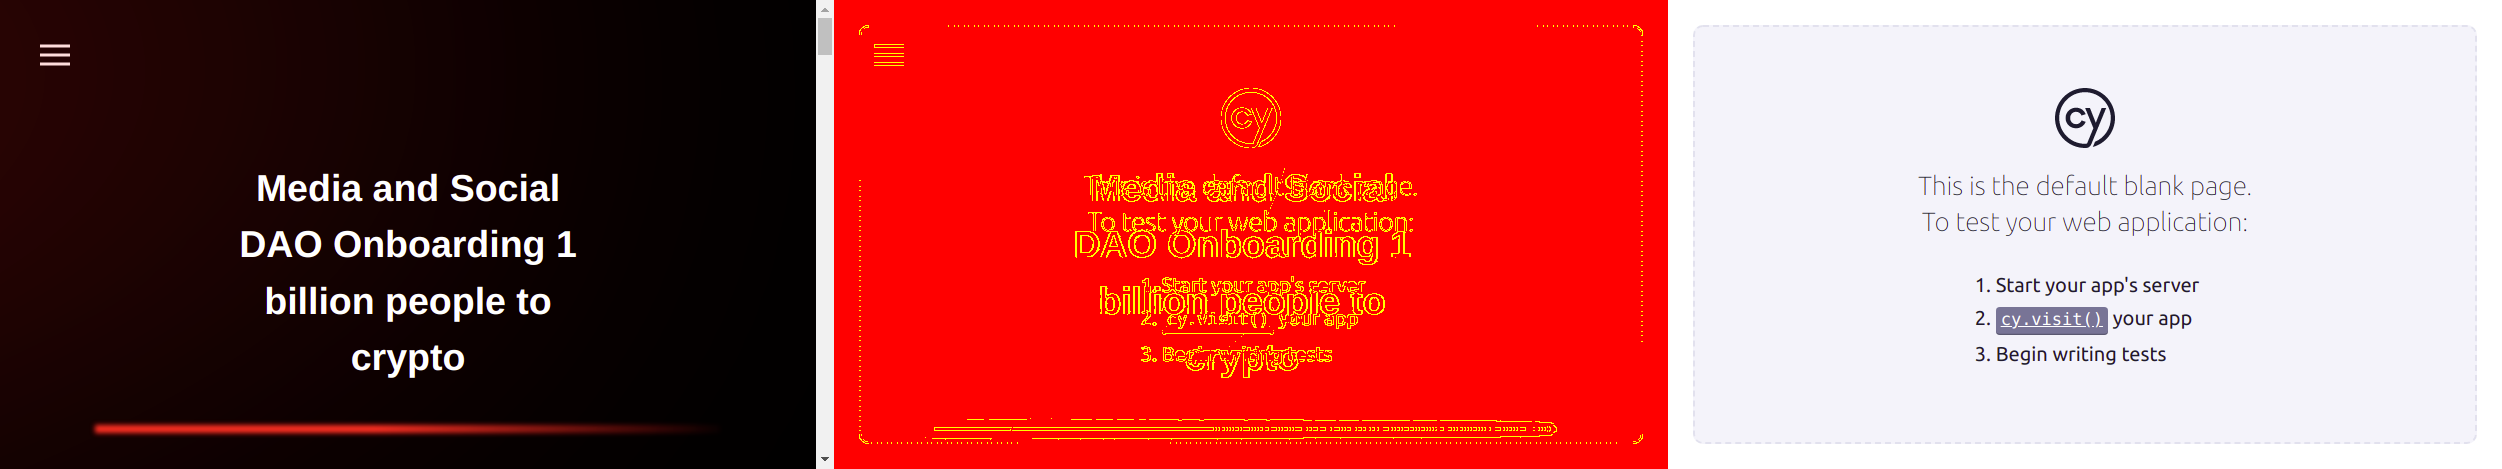 Media and Social
DAO Onboarding 1
billion people to
crypto
cy
Media and Social
To test your web application:
DAO Onboarding 1
1. Start your app's server
billion people to
2. cy.visit() your app
3. Begin writing tests
crypto
cy
This is the default blank page.
To test your web application:
1. Start your app's server
2. cy.visit() your app
3. Begin writing tests